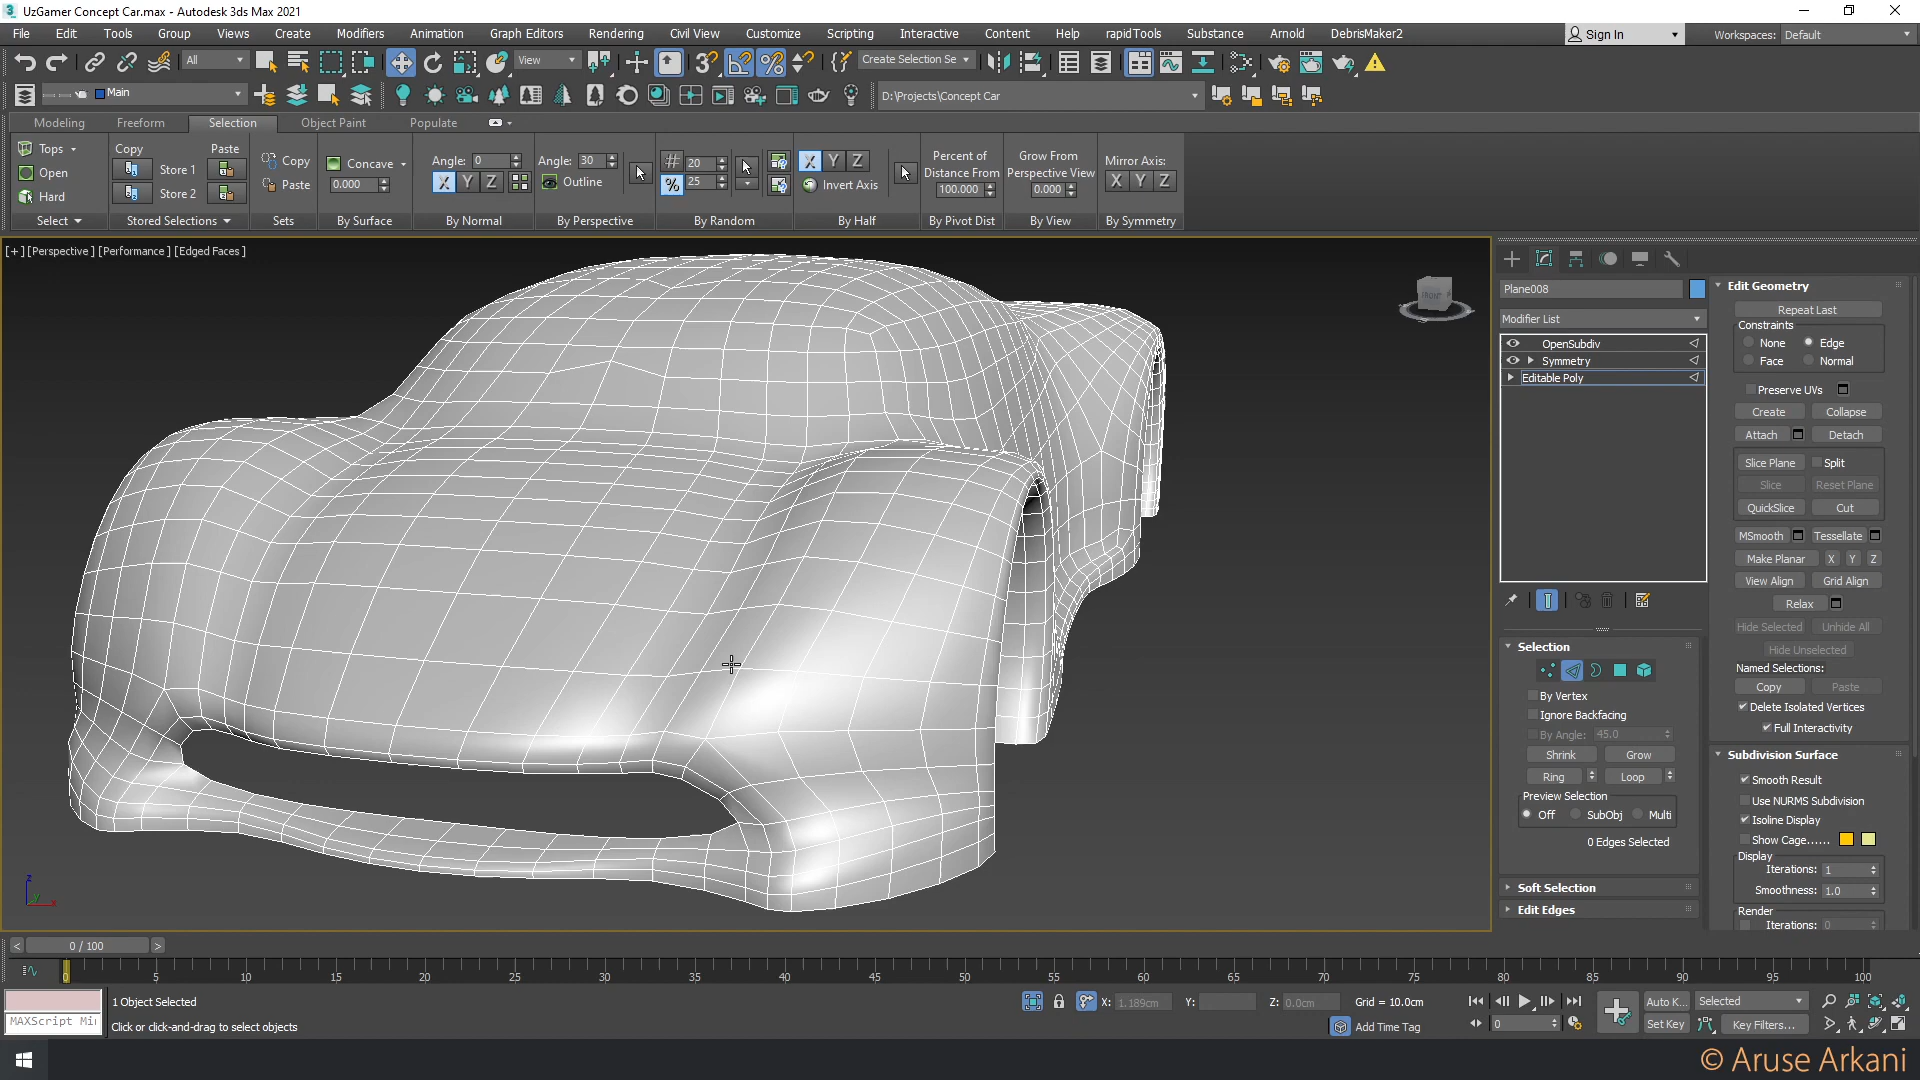 UzGamer Concept Car.max - Autodesk 3ds Max 2021
File Edit Tools Group Views Create Modifiers Animation Graph Editors Rendering Civil View Customize Scripting Interactive Content Help rapidTools Substance Arnold DebrisMaker2
Sign In Workspaces: Default
All View Create Selection Se
Main D:\Projects\Concept Car
Modeling Freeform Selection Object Paint Populate
Tops Copy Paste Copy Concave Angle: 0 Angle: 30 # 20 X Y Z Percent of Distance From 100.000 Grow From Perspective View 0.000 Mirror Axis: X Y Z
Open Store 1 Paste 0.000 X Y Z Outline % 25 Invert Axis
Hard Store 2
Select Stored Selections Sets By Surface By Normal By Perspective By Random By Half By Pivot Dist By View By Symmetry
[+] [Perspective] [Performance] [Edged Faces]
FRONT
Plane008
Modifier List
OpenSubdiv
Symmetry
Editable Poly
Selection
By Vertex
Ignore Backfacing
By Angle: 45.0
Shrink Grow
Ring Loop
Preview Selection
Off SubObj Multi
0 Edges Selected
Soft Selection
Edit Edges
Edit Geometry
Repeat Last
Constraints
None Edge
Face Normal
Preserve UVs
Create Collapse
Attach Detach
Slice Plane Split
Slice Reset Plane
QuickSlice Cut
MSmooth Tessellate
Make Planar X Y Z
View Align Grid Align
Relax
Hide Selected Unhide All
Hide Unselected
Named Selections:
Copy Paste
Delete Isolated Vertices
Full Interactivity
Subdivision Surface
Smooth Result
Use NURMS Subdivision
Isoline Display
Show Cage......
Display
Iterations: 1
Smoothness: 1.0
Render
Iterations: 0
z x
< 0 / 100 >
0 5 10 15 20 25 30 35 40 45 50 55 60 65 70 75 80 85 90 95 100
1 Object Selected X: 1.189cm Y: Z: 0.0cm Grid = 10.0cm Auto K... Selected
MAXScript Mi Click or click-and-drag to select objects Add Time Tag 0 Set Key Key Filters...
© Aruse Arkani